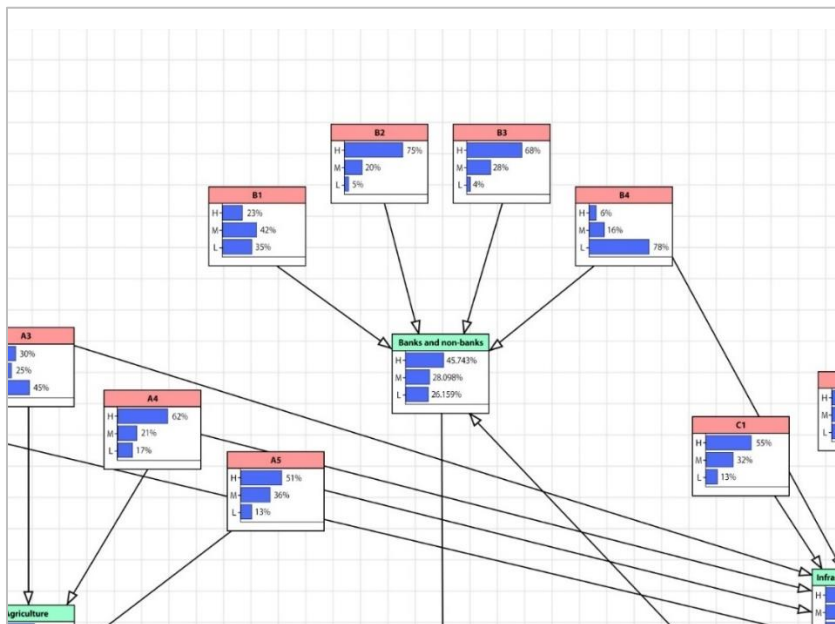 B2
H 75%
M 20%
L 5%
B3
H 68%
M 28%
L 4%
B1
H 23%
M 42%
L 35%
B4
H 6%
M 16%
L 78%
Banks and non-banks
H 45.743%
M 28.098%
L 26.159%
A3
30%
25%
45%
A4
H 62%
M 21%
L 17%
A5
H 51%
M 36%
L 13%
C1
H 55%
M 32%
L 13%
H
M
L
Agriculture
Infra
H
M